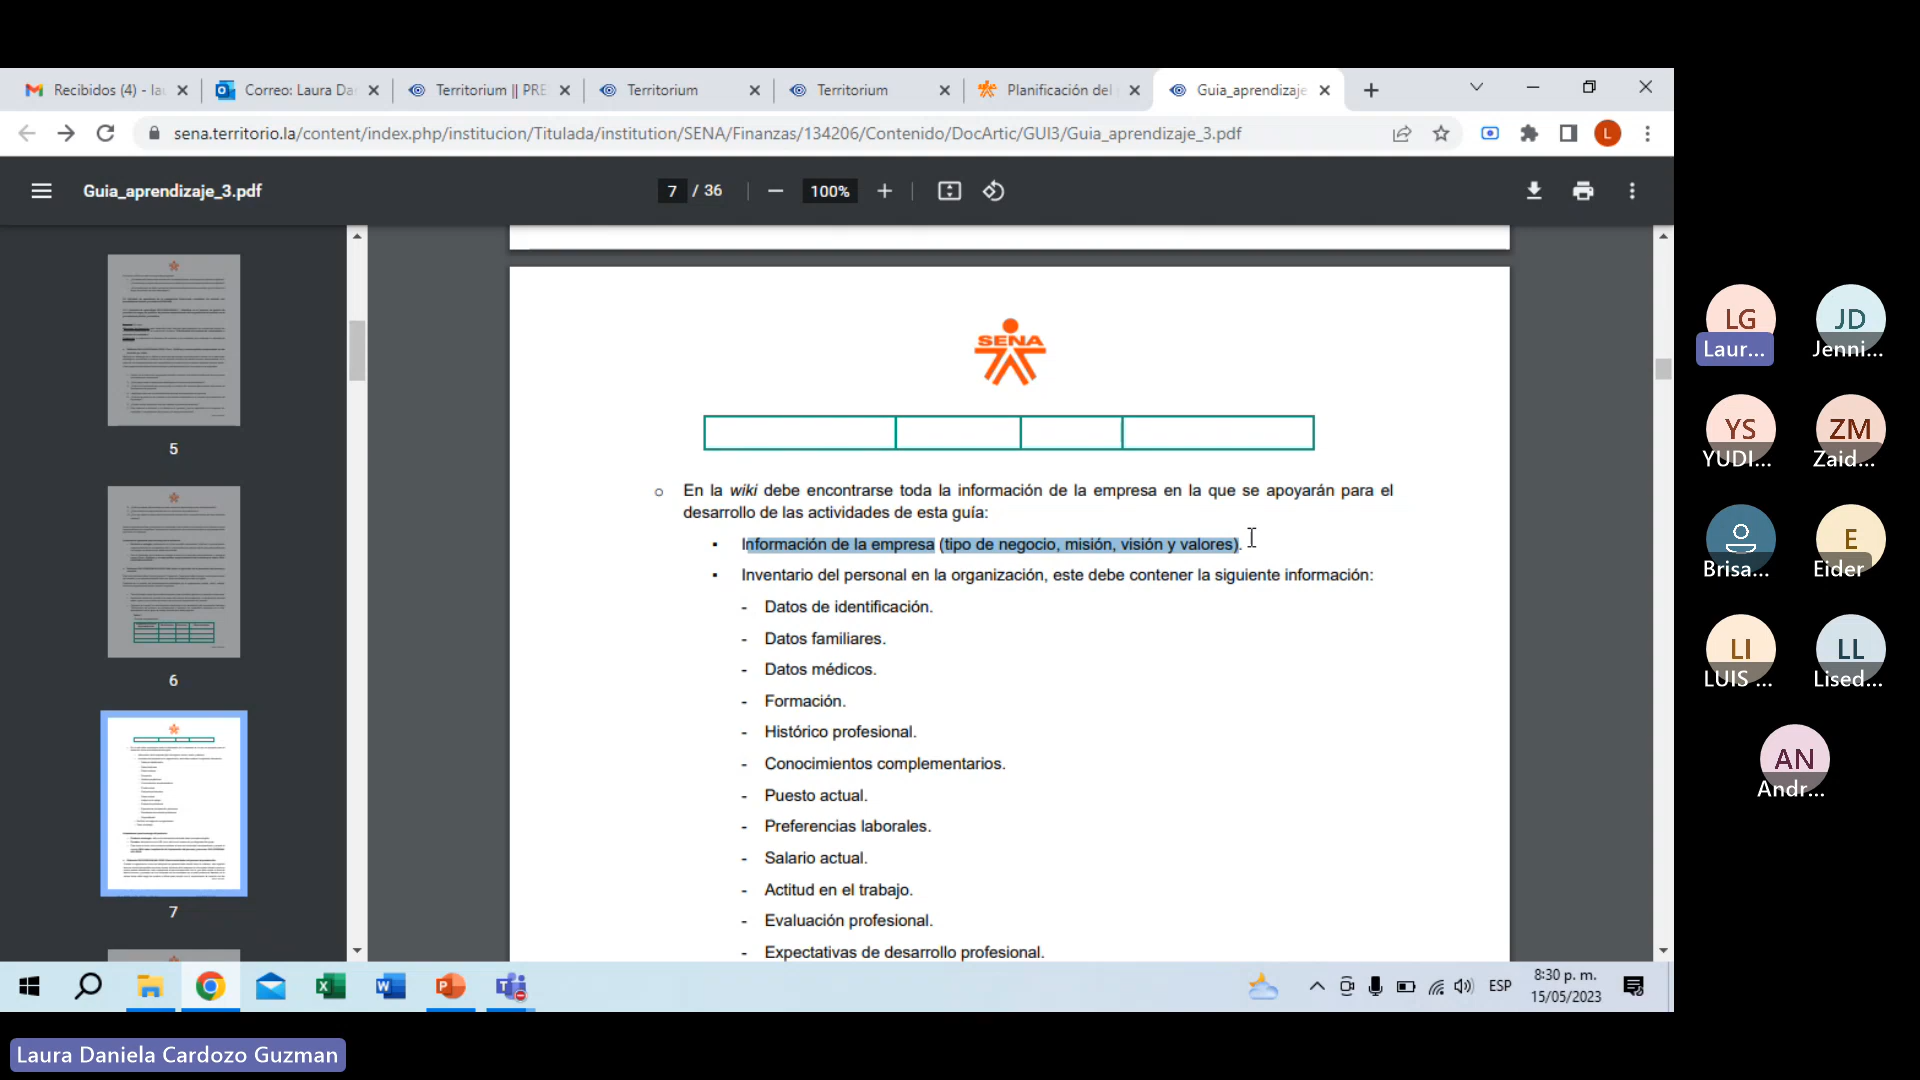 Recibidos (4) - la
Correo: Laura Da
Territorium || PRE
Territorium
Territorium
Planificación del
Guia_aprendizaje
sena.territorio.la/content/index.php/institucion/Titulada/institution/SENA/Finanzas/134206/Contenido/DocArtic/GUI3/Guia_aprendizaje_3.pdf
L
Guia_aprendizaje_3.pdf
7 / 36
100%
5
6
7
SENA
En la wiki debe encontrarse toda la información de la empresa en la que se apoyarán para el
desarrollo de las actividades de esta guía:
Información de la empresa (tipo de negocio, misión, visión y valores).
Inventario del personal en la organización, este debe contener la siguiente información:
- Datos de identificación.
- Datos familiares.
- Datos médicos.
- Formación.
- Histórico profesional.
- Conocimientos complementarios.
- Puesto actual.
- Preferencias laborales.
- Salario actual.
- Actitud en el trabajo.
- Evaluación profesional.
- Expectativas de desarrollo profesional.
LG
Laur...
JD
Jenni...
YS
YUDI...
ZM
Zaid...
Brisa...
E
Eider
LI
LUIS ...
LL
Lised...
AN
Andr...
ESP
8:30 p. m.
15/05/2023
Laura Daniela Cardozo Guzman